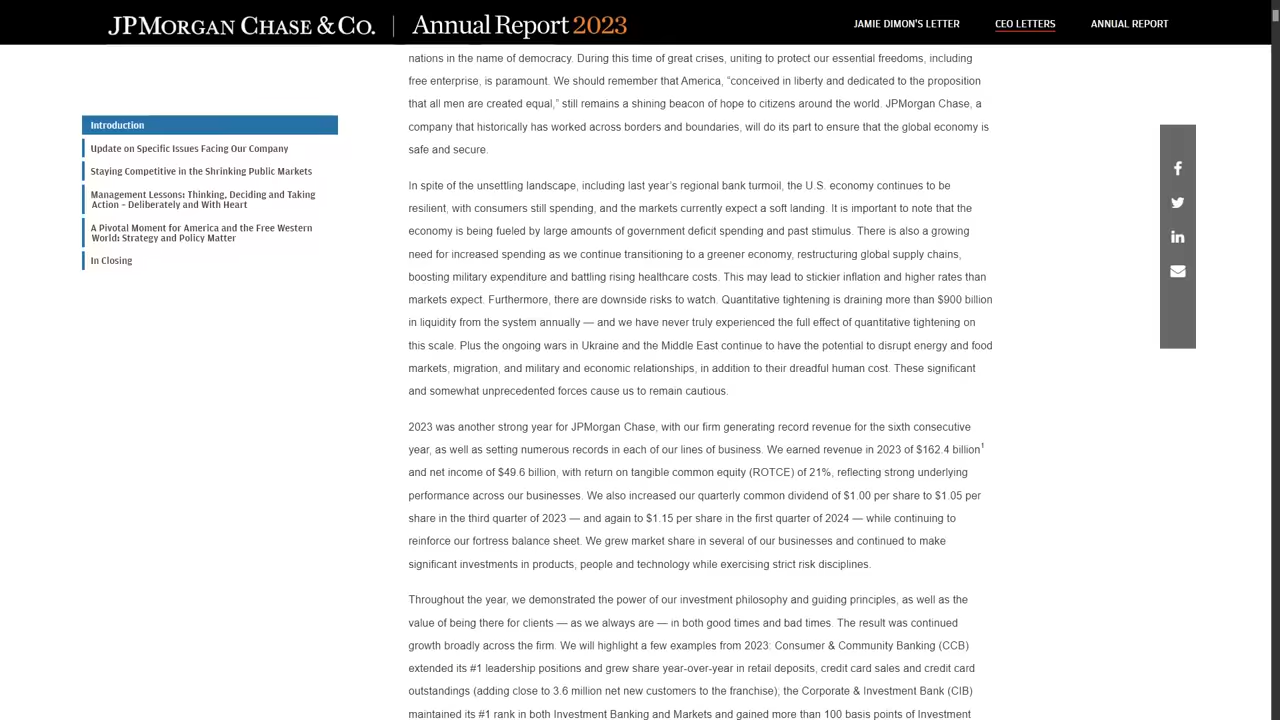 JPMORGAN CHASE & CO. | Annual Report 2023
JAMIE DIMON'S LETTER CEO LETTERS ANNUAL REPORT
Introduction
Update on Specific Issues Facing Our Company
Staying Competitive in the Shrinking Public Markets
Management Lessons: Thinking, Deciding and Taking
Action – Deliberately and With Heart
A Pivotal Moment for America and the Free Western
World: Strategy and Policy Matter
In Closing
nations in the name of democracy. During this time of great crises, uniting to protect our essential freedoms, including
free enterprise, is paramount. We should remember that America, “conceived in liberty and dedicated to the proposition
that all men are created equal,” still remains a shining beacon of hope to citizens around the world. JPMorgan Chase, a
company that historically has worked across borders and boundaries, will do its part to ensure that the global economy is
safe and secure.
In spite of the unsettling landscape, including last year’s regional bank turmoil, the U.S. economy continues to be
resilient, with consumers still spending, and the markets currently expect a soft landing. It is important to note that the
economy is being fueled by large amounts of government deficit spending and past stimulus. There is also a growing
need for increased spending as we continue transitioning to a greener economy, restructuring global supply chains,
boosting military expenditure and battling rising healthcare costs. This may lead to stickier inflation and higher rates than
markets expect. Furthermore, there are downside risks to watch. Quantitative tightening is draining more than $900 billion
in liquidity from the system annually — and we have never truly experienced the full effect of quantitative tightening on
this scale. Plus the ongoing wars in Ukraine and the Middle East continue to have the potential to disrupt energy and food
markets, migration, and military and economic relationships, in addition to their dreadful human cost. These significant
and somewhat unprecedented forces cause us to remain cautious.
2023 was another strong year for JPMorgan Chase, with our firm generating record revenue for the sixth consecutive
year, as well as setting numerous records in each of our lines of business. We earned revenue in 2023 of $162.4 billion1
and net income of $49.6 billion, with return on tangible common equity (ROTCE) of 21%, reflecting strong underlying
performance across our businesses. We also increased our quarterly common dividend of $1.00 per share to $1.05 per
share in the third quarter of 2023 — and again to $1.15 per share in the first quarter of 2024 — while continuing to
reinforce our fortress balance sheet. We grew market share in several of our businesses and continued to make
significant investments in products, people and technology while exercising strict risk disciplines.
Throughout the year, we demonstrated the power of our investment philosophy and guiding principles, as well as the
value of being there for clients — as we always are — in both good times and bad times. The result was continued
growth broadly across the firm. We will highlight a few examples from 2023: Consumer & Community Banking (CCB)
extended its #1 leadership positions and grew share year-over-year in retail deposits, credit card sales and credit card
outstandings (adding close to 3.6 million net new customers to the franchise); the Corporate & Investment Bank (CIB)
maintained its #1 rank in both Investment Banking and Markets and gained more than 100 basis points of Investment